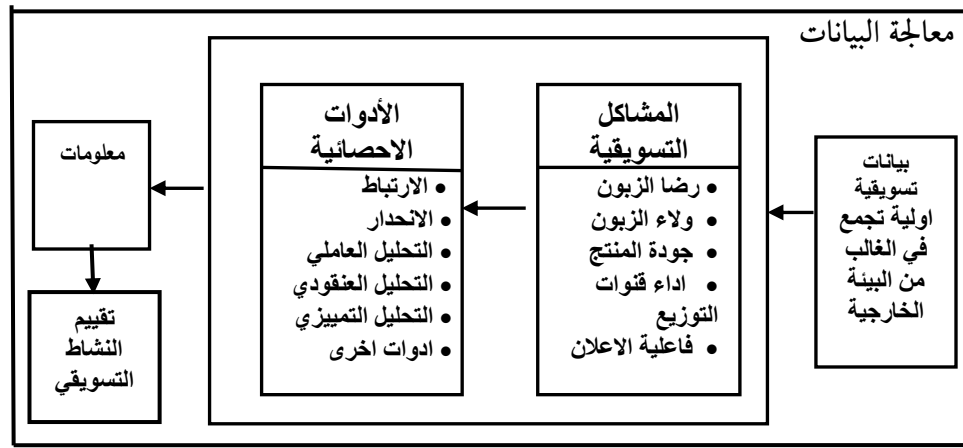 معالجة البيانات
بيانات
تسويقية
اولية تجمع
في الغالب
من البيئة
الخارجية
المشاكل
التسويقية
• رضا الزبون
• ولاء الزبون
• جودة المنتج
• اداء قنوات
التوزيع
• فاعلية الاعلان
الأدوات
الاحصائية
• الارتباط
• الانحدار
• التحليل العاملي
• التحليل العنقودي
• التحليل التمييزي
• ادوات اخرى
معلومات
تقييم
النشاط
التسويقي